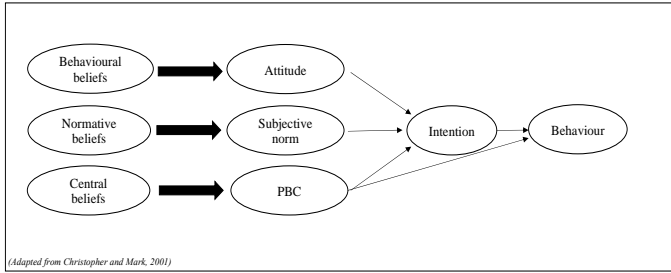 Behavioural
beliefs
Attitude
Normative
beliefs
Subjective
norm
Intention
Behaviour
Central
beliefs
PBC
(Adapted from Christopher and Mark, 2001)